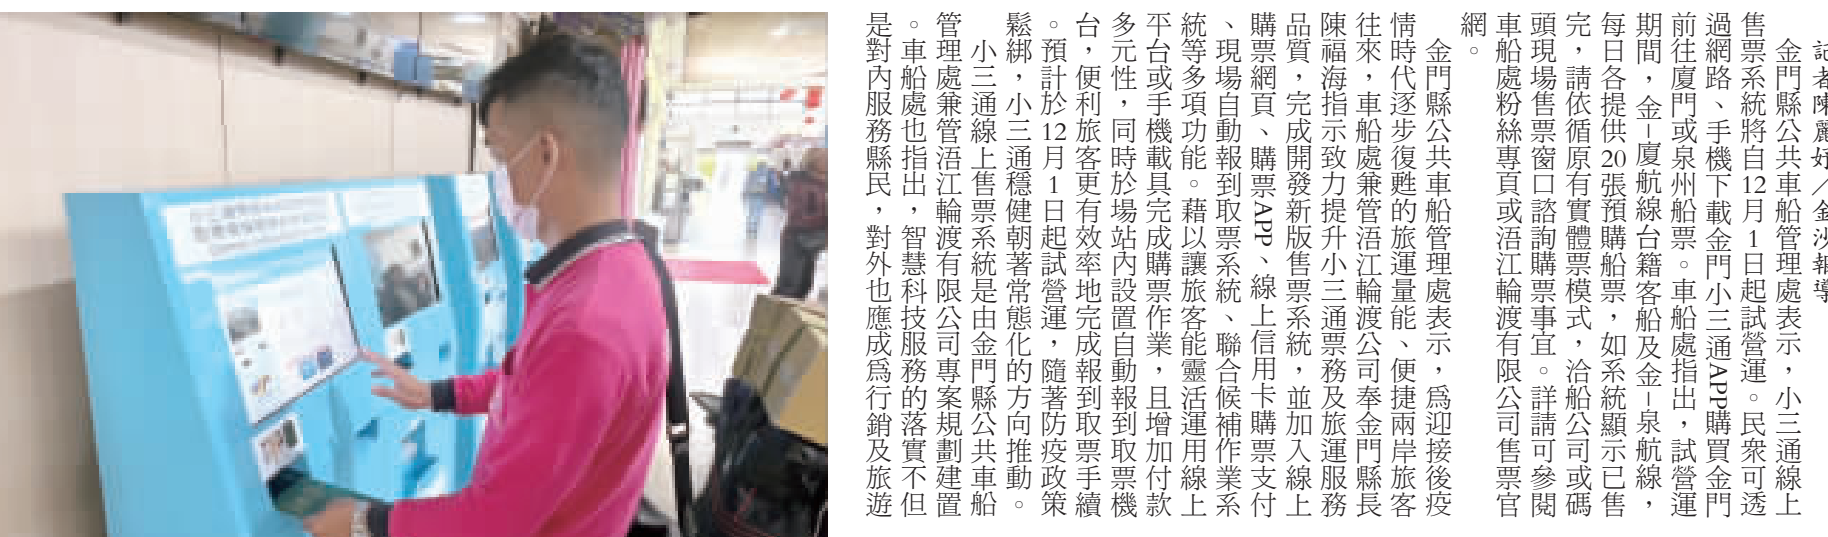 記者陳麗妤／金沙報導
金門縣公共車船管理處表示，小三通線上
售票系統將自12月1日起試營運。民衆可透
過網路、手機下載金門小三通APP購買金門
前往廈門或泉州船票。車船處指出，試營運
期間，金－廈航線台籍客船及金－泉航線，
每日各提供20張預購船票，如系統顯示已售
完，請依循原有實體票模式，洽船公司或碼
頭現場售票窗口諮詢購票事宜。詳請可參閱
車船處粉絲專頁或浯江輪渡有限公司售票官
網。
金門縣公共車船管理處表示，爲迎接後疫
情時代逐步復甦的旅運量能、便捷兩岸旅客
往來，車船處兼管浯江輪渡公司奉金門縣長
陳福海指示致力提升小三通票務及旅運服務
品質，完成開發新版售票系統，並加入線上
購票網頁、購票APP、線上信用卡購票支付
、現場自動報到取票系統、聯合候補作業系
統等多項功能。藉以讓旅客能靈活運用線上
平台或手機載具完成購票作業，且增加付款
多元性，同時於場站內設置自動報到取票機
台，便利旅客更有效率地完成報到取票手續
。預計於12月1日起試營運，隨著防疫政策
鬆綁，小三通穩健朝著常態化的方向推動。
小三通線上售票系統是由金門縣公共車船
管理處兼管浯江輪渡有限公司專案規劃建置
。車船處也指出，智慧科技服務的落實不但
是對內服務縣民，對外也應成爲行銷及旅遊